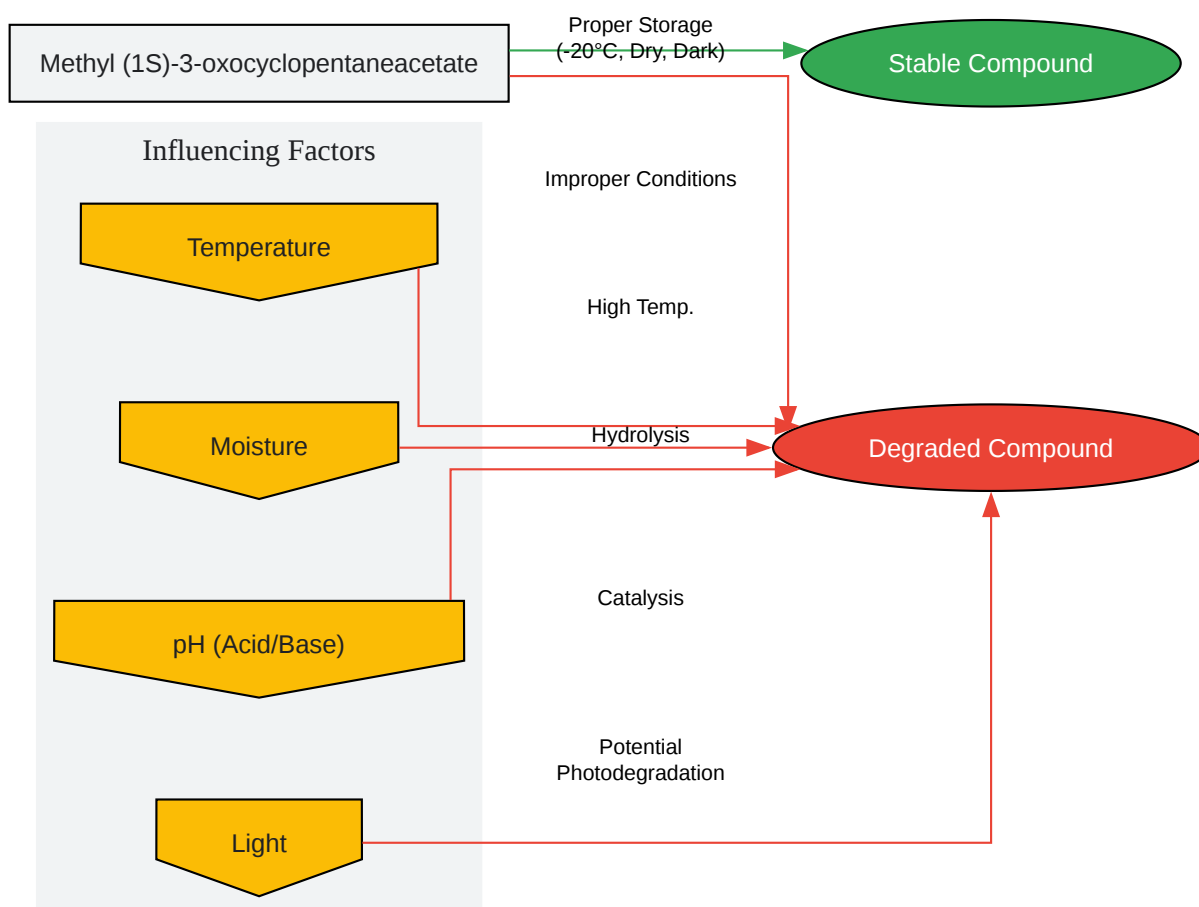 Proper Storage
(-20°C, Dry, Dark)
Methyl (1S)-3-oxocyclopentaneacetate
Stable Compound
Influencing Factors
Improper Conditions
Temperature
High Temp.
Hydrolysis
Moisture
Degraded Compound
Catalysis
pH (Acid/Base)
Potential
Photodegradation
Light